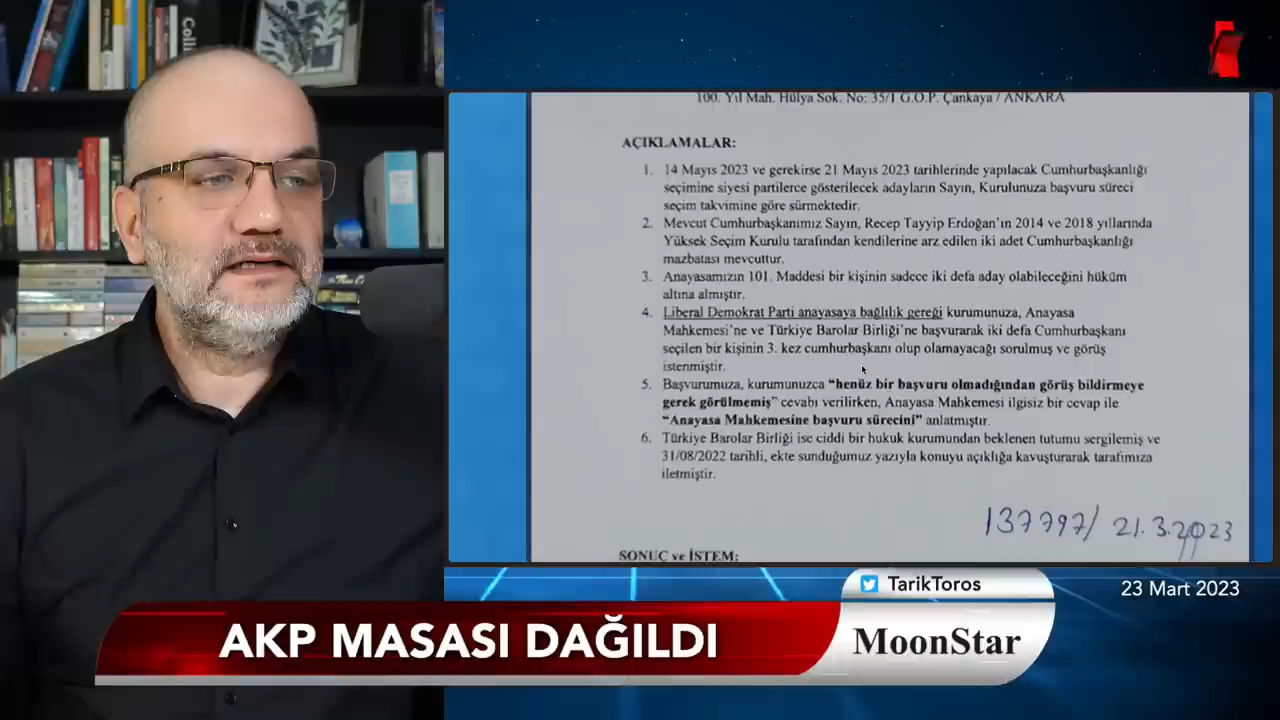 100. Yıl Mah. Hülya Sok. No: 35/1 G.O.P. Çankaya / ANKARA
AÇIKLAMALAR:
1. 14 Mayıs 2023 ve gerekirse 21 Mayıs 2023 tarihlerinde yapılacak Cumhurbaşkanlığı
seçimine siyesi partilerce gösterilecek adayların Sayın, Kurulunuza başvuru süreci
seçim takvimine göre sürmektedir.
2. Mevcut Cumhurbaşkanımız Sayın, Recep Tayyip Erdoğan'ın 2014 ve 2018 yıllarında
Yüksek Seçim Kurulu tarafından kendilerine arz edilen iki adet Cumhurbaşkanlığı
mazbatası mevcuttur.
3. Anayasamızın 101. Maddesi bir kişinin sadece iki defa aday olabileceğini hüküm
altına almıştır.
4. Liberal Demokrat Parti anayasaya bağlılık gereği kurumunuza, Anayasa
Mahkemesi'ne ve Türkiye Barolar Birliği'ne başvurarak iki defa Cumhurbaşkanı
seçilen bir kişinin 3. kez cumhurbaşkanı olup olamayacağı sorulmuş ve görüş
istenmiştir.
5. Başvurumuza, kurumunuzca “henüz bir başvuru olmadığından görüş bildirmeye
gerek görülmemiş” cevabı verilirken, Anayasa Mahkemesi ilgisiz bir cevap ile
“Anayasa Mahkemesine başvuru sürecini” anlatmıştır.
6. Türkiye Barolar Birliği ise ciddi bir hukuk kurumundan beklenen tutumu sergilemiş ve
31/08/2022 tarihli, ekte sunduğumuz yazıyla konuyu açıklığa kavuşturarak tarafımıza
iletmiştir.
137797/ 21.3.2023
SONUÇ ve İSTEM:
TarikToros
23 Mart 2023
AKP MASASI DAĞILDI
MoonStar